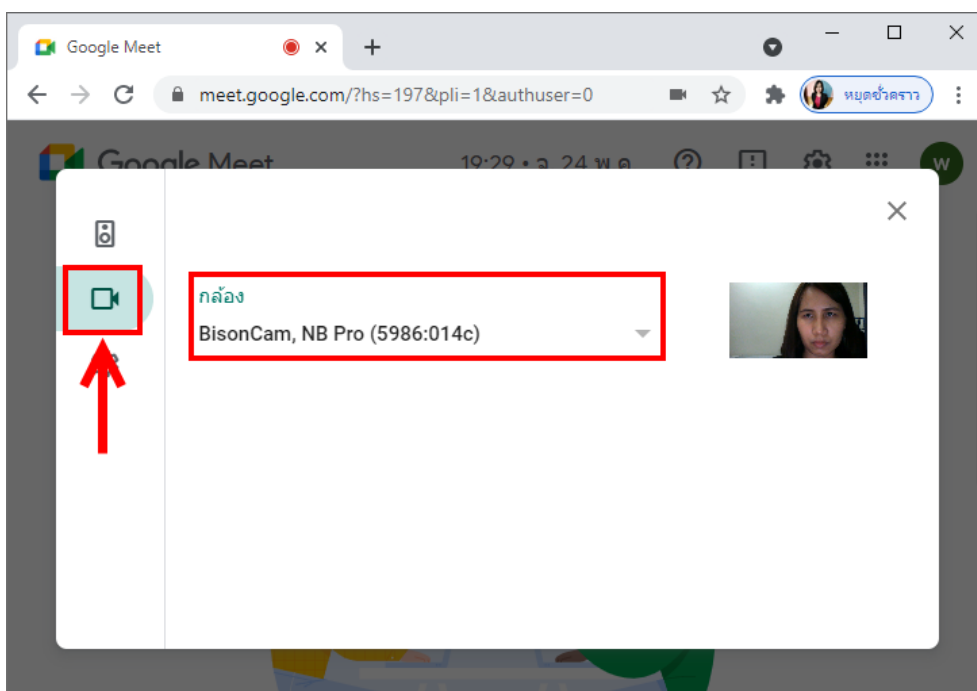 Google Meet
meet.google.com/?hs=197&pli=1&authuser=0
หยุดชั่วคราว
Google Meet
19:29 • จ. 24 พ.ค.
W
กล้อง
BisonCam, NB Pro (5986:014c)